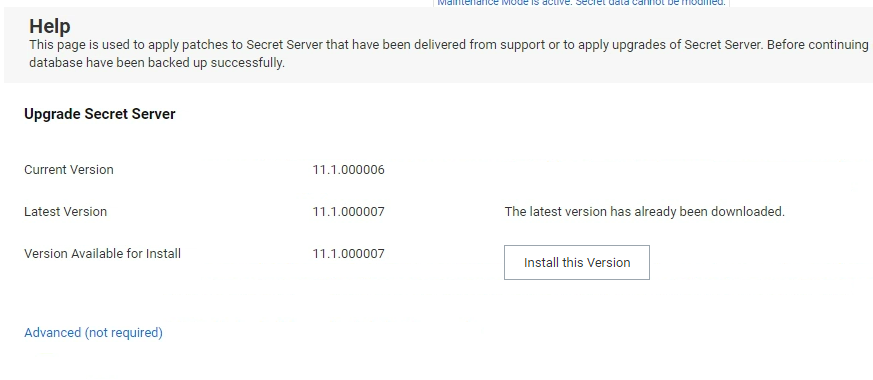 Maintenance Mode is active. Secret data cannot be modified.
Help
This page is used to apply patches to Secret Server that have been delivered from support or to apply upgrades of Secret Server. Before continuing
database have been backed up successfully.
Upgrade Secret Server
Current Version 11.1.000006
Latest Version 11.1.000007 The latest version has already been downloaded.
Version Available for Install 11.1.000007 Install this Version
Advanced (not required)